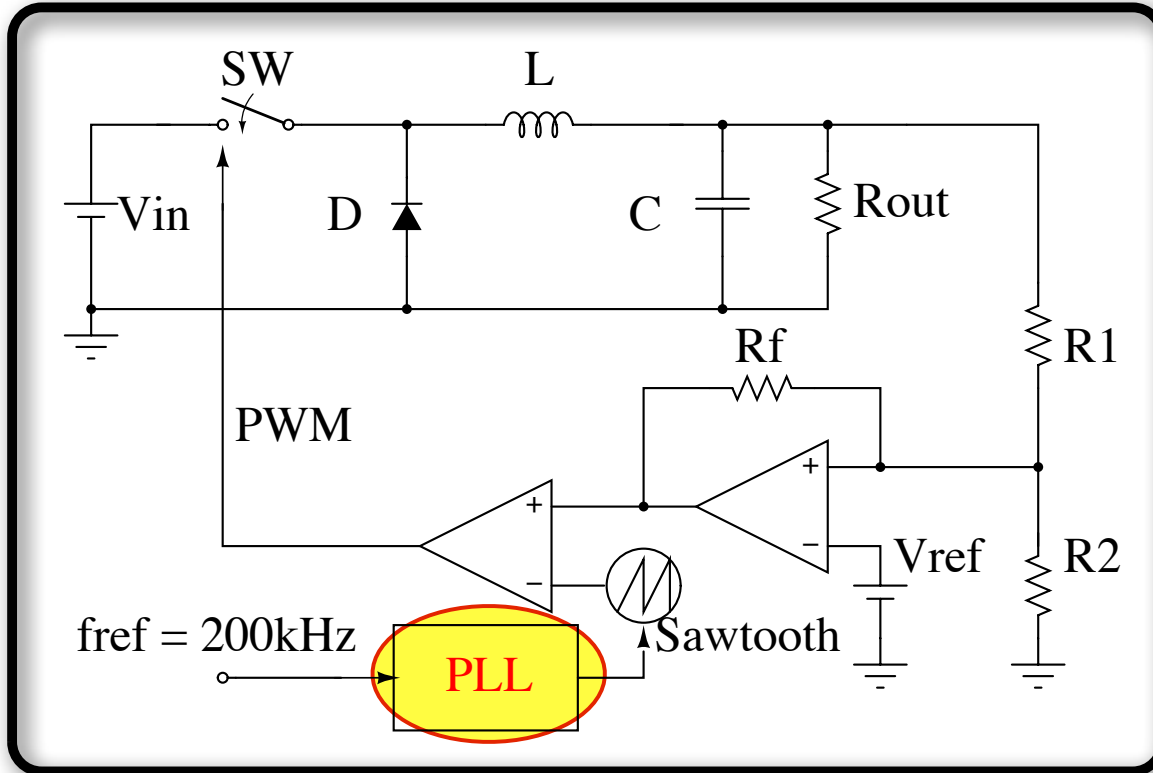 SW
L
Vin
D
C
Rout
Rf
R1
PWM
+
+
−
−
Vref
R2
fref = 200kHz
Sawtooth
PLL